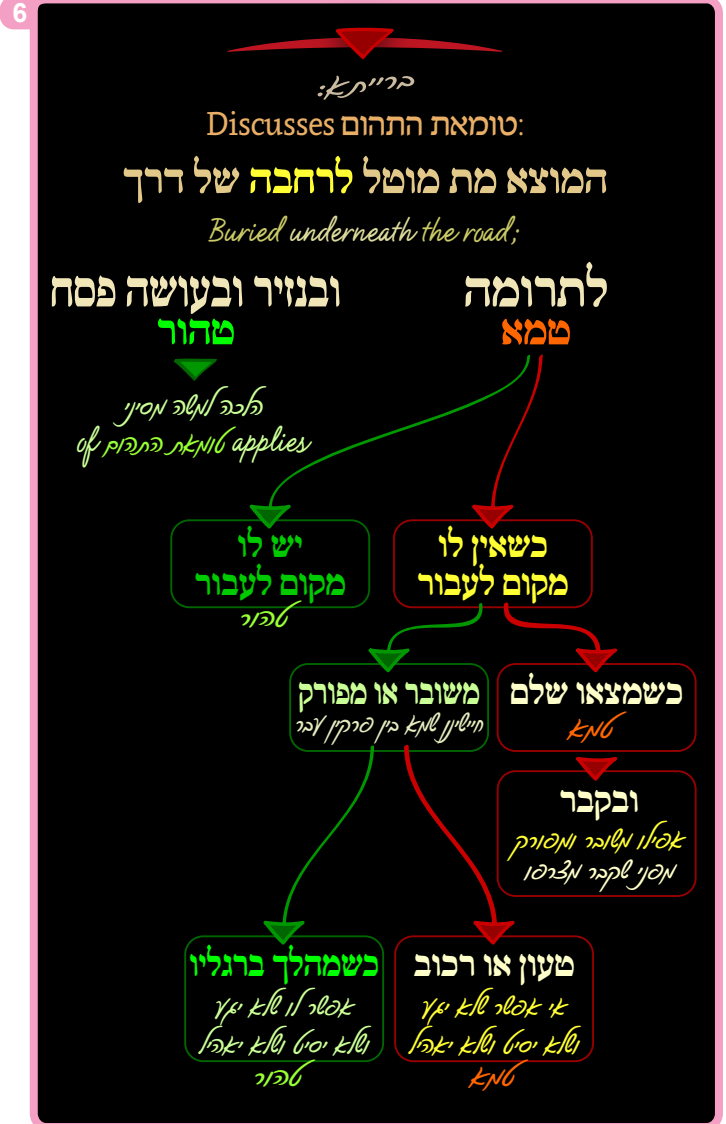 6
ברייתא:
Discusses טומאת התהום:
המוצא מת מוטל לרחבה של דרך
Buried underneath the road;
לתרומה
טמא
ובנזיר ובעושה פסח
טהור
הלכה למשה מסיני
of טומאת התהום applies
כשאין לו
מקום לעבור
יש לו
מקום לעבור
טהור
כשמצאו שלם
טמא
משובר או מפורק
חיישינן שמא בין פרקין עבר
ובקבר
אפילו משובר ומפורק
מפני שקבר מצרפו
טעון או רכוב
אי אפשר שלא יגע
ושלא יסיט ושלא יאהיל
טמא
כשמהלך ברגליו
אפשר לו שלא יגע
ושלא יסיט ושלא יאהיל
טהור